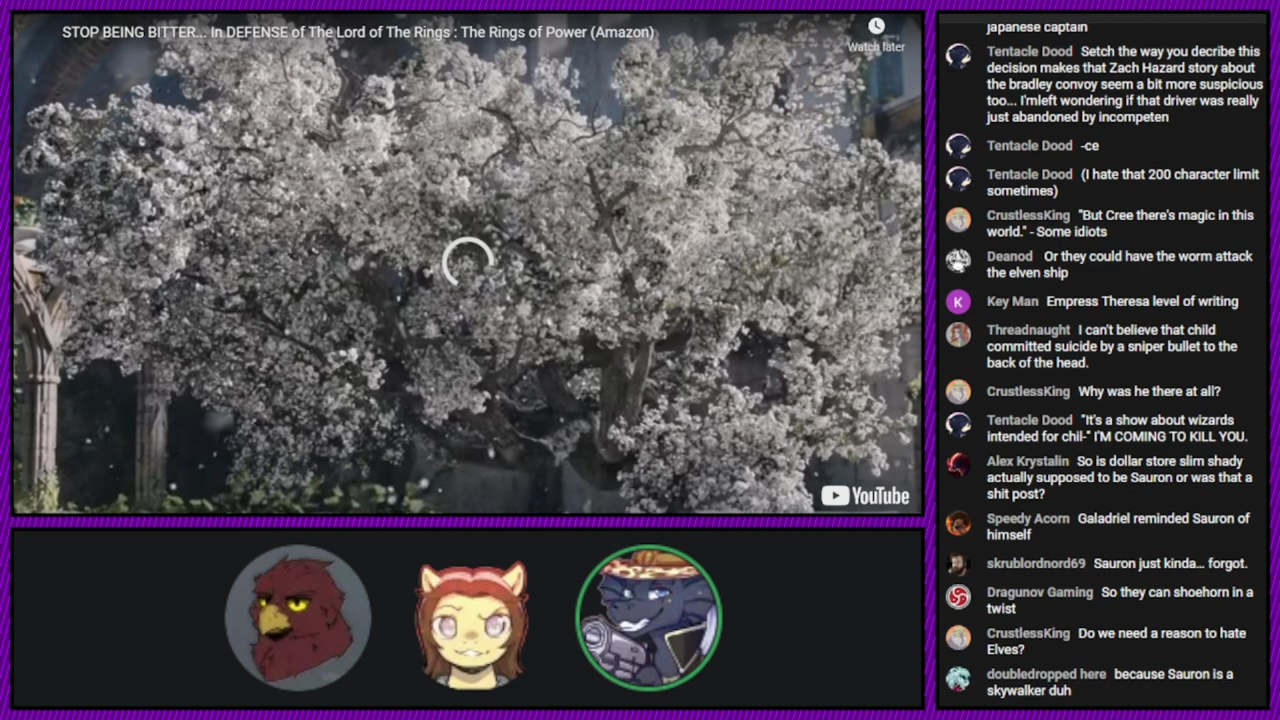 STOP BEING BITTER... In DEFENSE of The Lord of The Rings : The Rings of Power (Amazon)
Watch later
YouTube
japanese captain
Tentacle Dood Setch the way you decribe this
decision makes that Zach Hazard story about
the bradley convoy seem a bit more suspicious
too... I'mleft wondering if that driver was really
just abandoned by incompeten
Tentacle Dood -ce
Tentacle Dood (I hate that 200 character limit
sometimes)
CrustlessKing "But Cree there's magic in this
world." - Some idiots
Deanod Or they could have the worm attack
the elven ship
K
Key Man Empress Theresa level of writing
Threadnaught I can't believe that child
committed suicide by a sniper bullet to the
back of the head.
CrustlessKing Why was he there at all?
Tentacle Dood "It's a show about wizards
intended for chil-" I'M COMING TO KILL YOU.
Alex Krystalin So is dollar store slim shady
actually supposed to be Sauron or was that a
shit post?
Speedy Acorn Galadriel reminded Sauron of
himself
skrublordnord69 Sauron just kinda... forgot.
Dragunov Gaming So they can shoehorn in a
twist
CrustlessKing Do we need a reason to hate
Elves?
doubledropped here because Sauron is a
skywalker duh